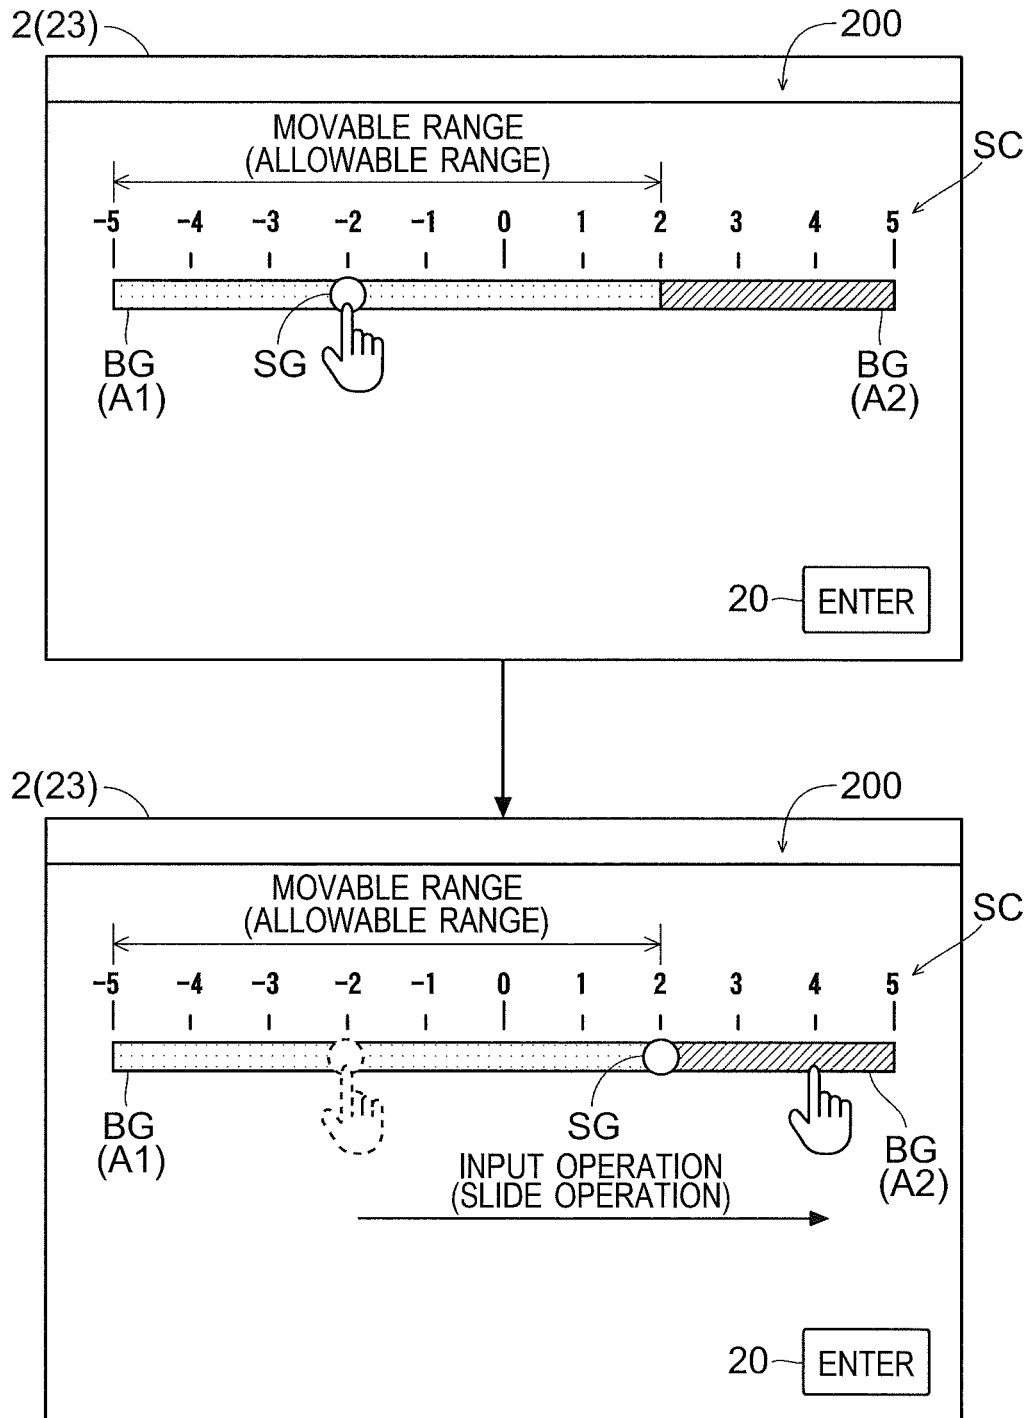 2(23)
200
MOVABLE RANGE
(ALLOWABLE RANGE)
SC
-5 -4 -3 -2 -1 0 1 2 3 4 5
BG
(A1)
SG
BG
(A2)
20
ENTER
2(23)
200
MOVABLE RANGE
(ALLOWABLE RANGE)
SC
-5 -4 -3 -2 -1 0 1 2 3 4 5
BG
(A1)
SG
BG
(A2)
INPUT OPERATION
(SLIDE OPERATION)
20
ENTER